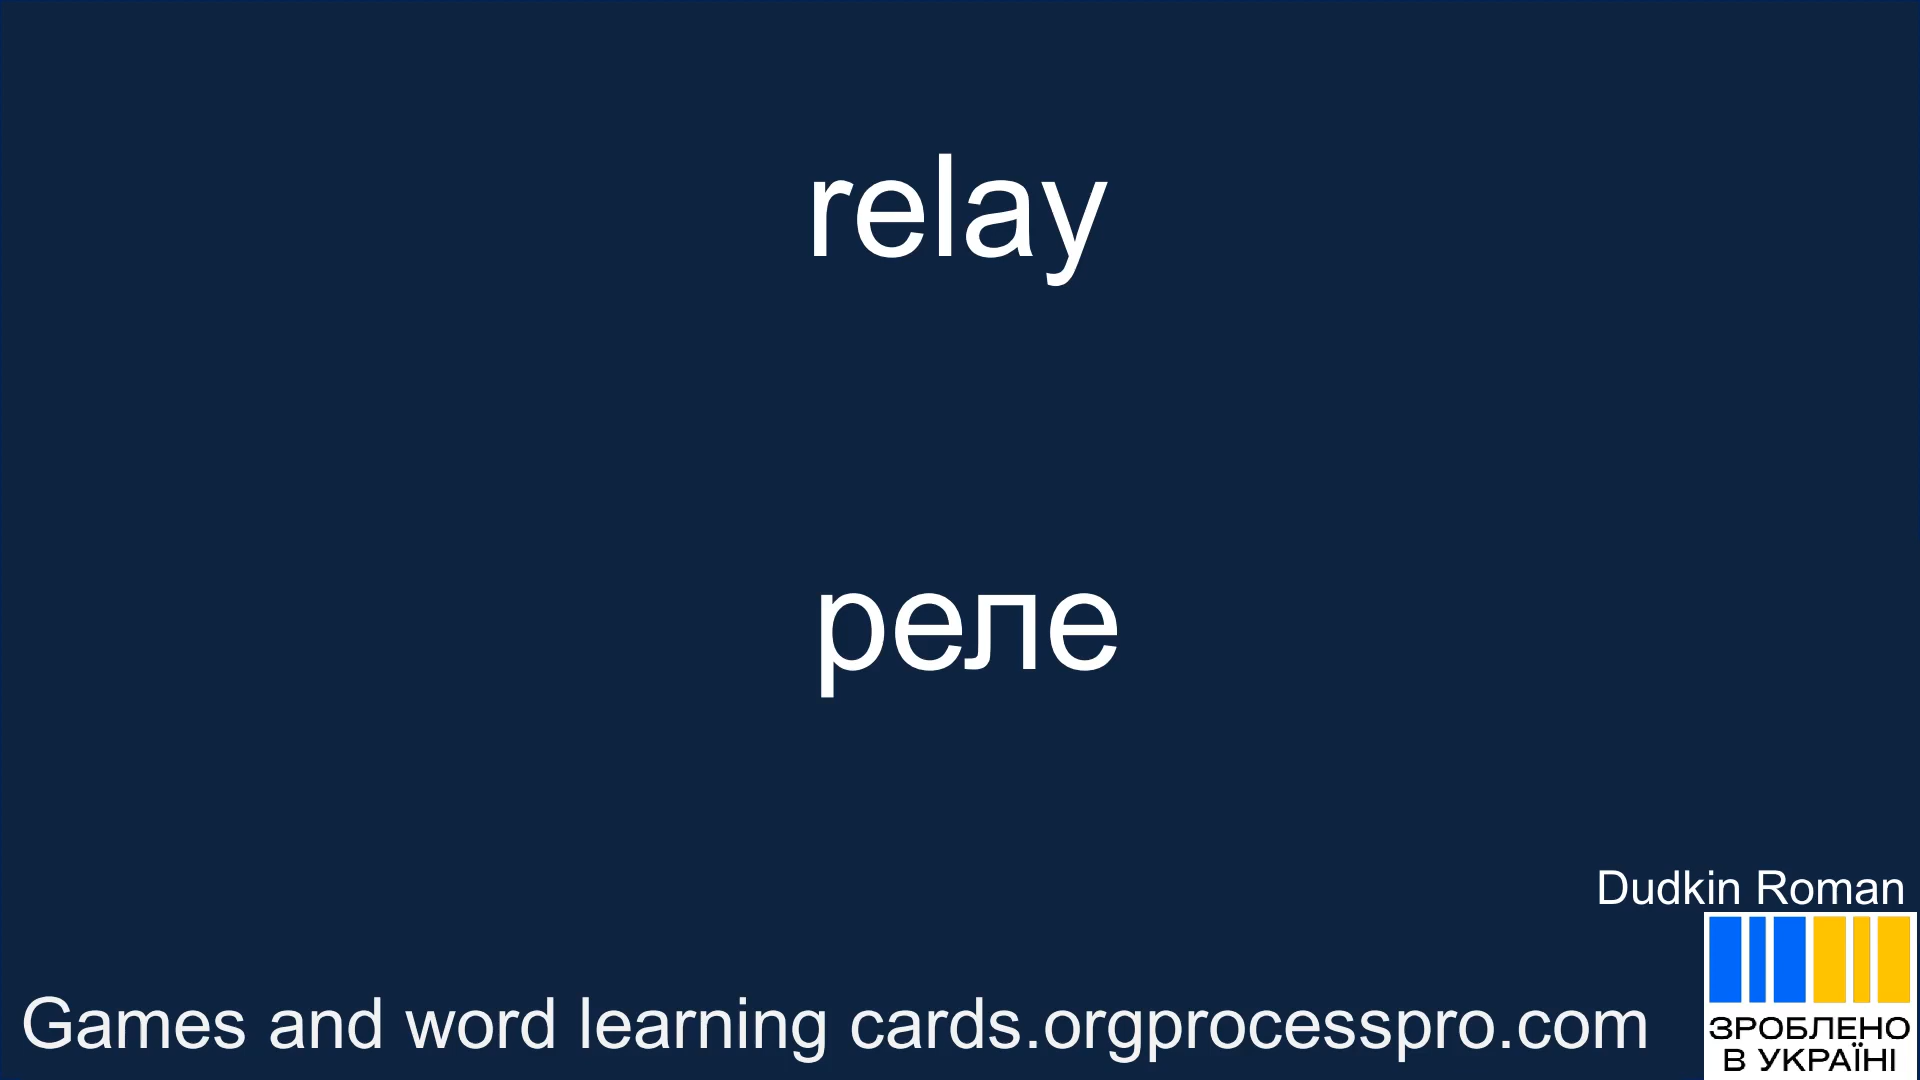 relay
реле
Dudkin Roman
Games and word learning cards.orgprocesspro.com
ЗРОБЛЕНО
В УКРАЇНІ